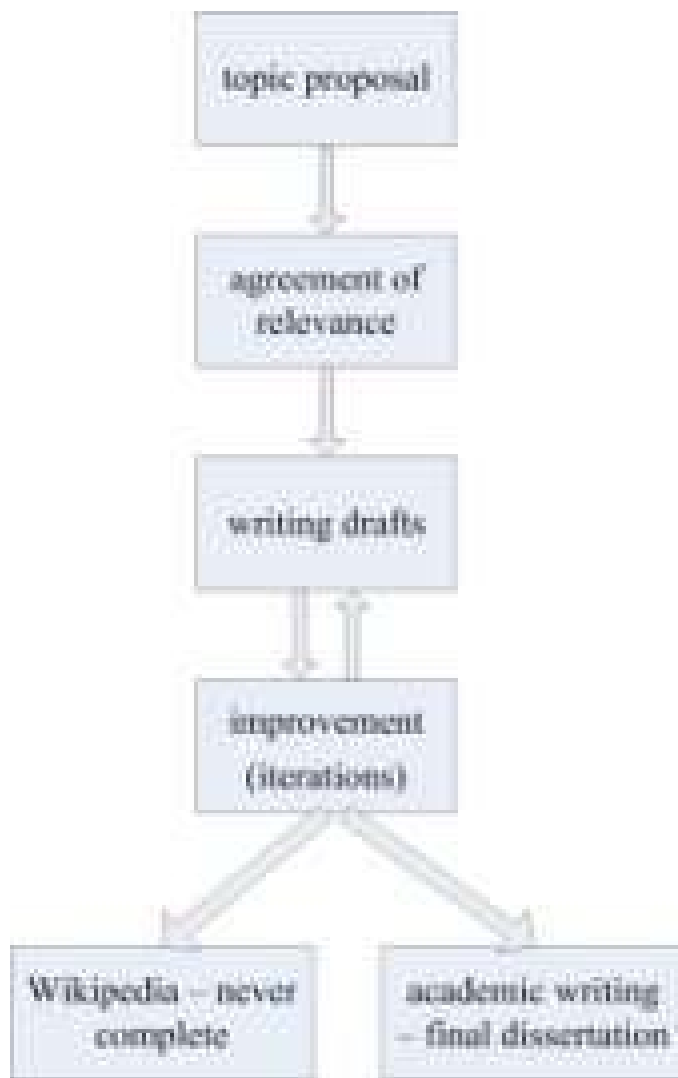 topic proposal
agreement of
relevance
writing drafts
improvement
(iterations)
Wikipedia – never
complete
academic writing
– final dissertation